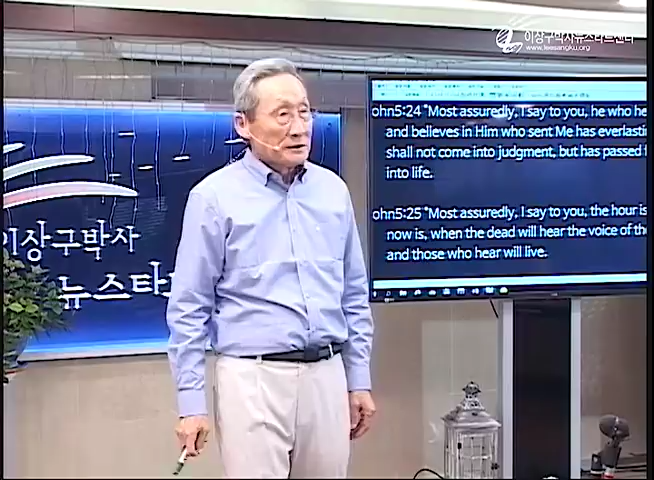 이상구박사뉴스타트센터
www.leesangku.org
ohn5:24 "Most assuredly, I say to you, he who he
and believes in Him who sent Me has everlasti
shall not come into judgment, but has passed f
into life.
ohn5:25 "Most assuredly, I say to you, the hour is
now is, when the dead will hear the voice of the
and those who hear will live.
이상구박사
뉴스타트